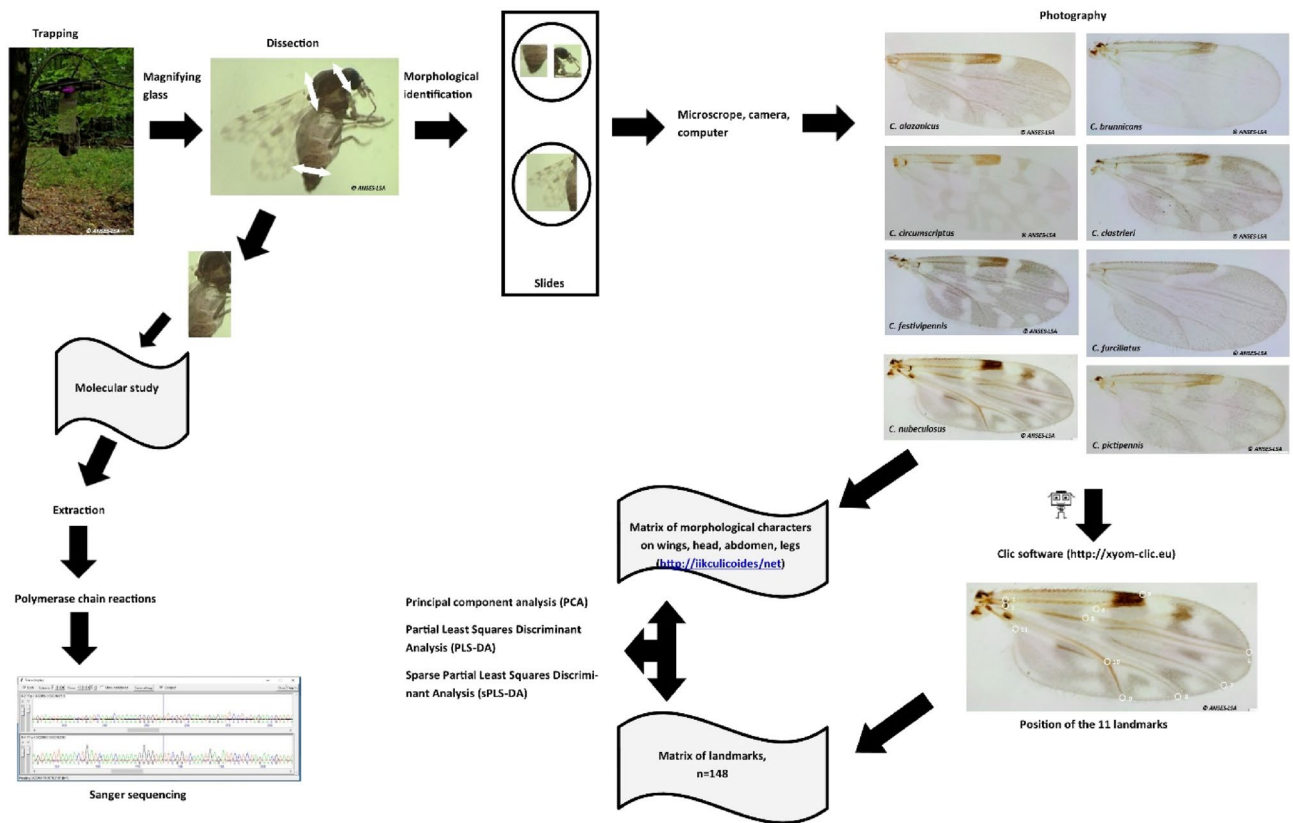 Trapping
© ANSES-LSA
Magnifying
glass
Dissection
© ANSES-LSA
Morphological
identification
Slides
Microscope, camera,
computer
Photography
C. alazanicus
© ANSES-LSA
C. brunnicans
© ANSES-LSA
C. circumscriptus
© ANSES-LSA
C. clastrieri
© ANSES-LSA
C. festivipennis
© ANSES-LSA
C. furcillatus
© ANSES-LSA
C. nubeculosus
© ANSES-LSA
C. pictipennis
© ANSES-LSA
Molecular study
Extraction
Polymerase chain reactions
Sanger sequencing
Matrix of morphological characters
on wings, head, abdomen, legs
(http://iikculicoides/net)
Principal component analysis (PCA)
Partial Least Squares Discriminant
Analysis (PLS-DA)
Sparse Partial Least Squares Discrimi-
nant Analysis (sPLS-DA)
Matrix of landmarks,
n=148
Clic software (http://xyom-clic.eu)
© ANSES-LSA
Position of the 11 landmarks